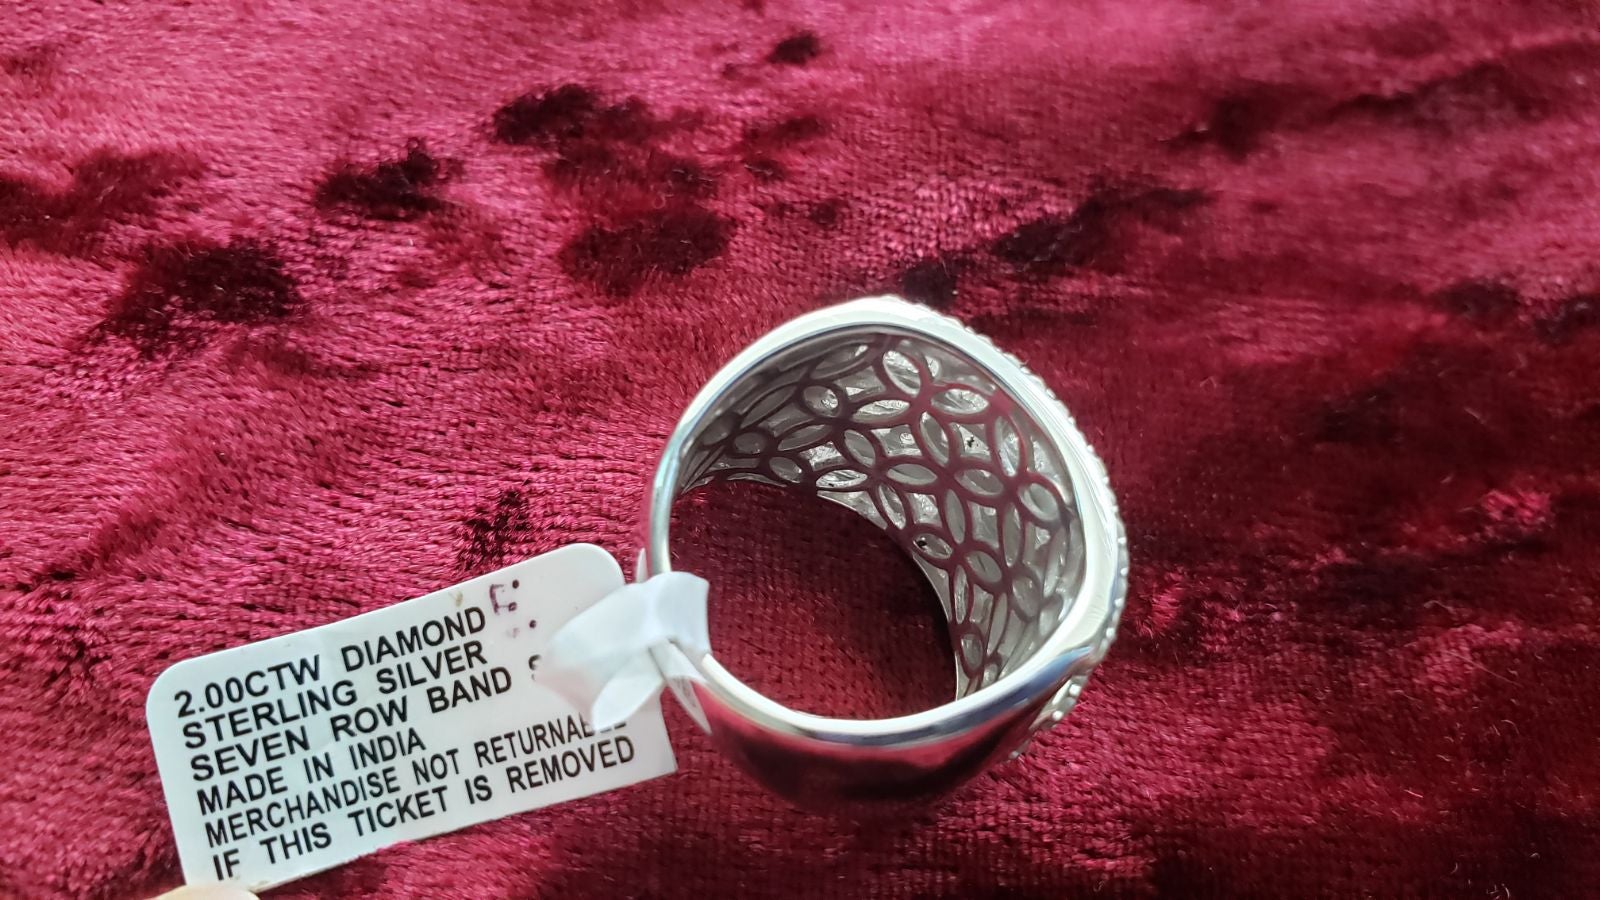 2.00CTW DIAMOND
STERLING SILVER
SEVEN ROW BAND
MADE IN INDIA
MERCHANDISE NOT RETURNABLE
IF THIS TICKET IS REMOVED